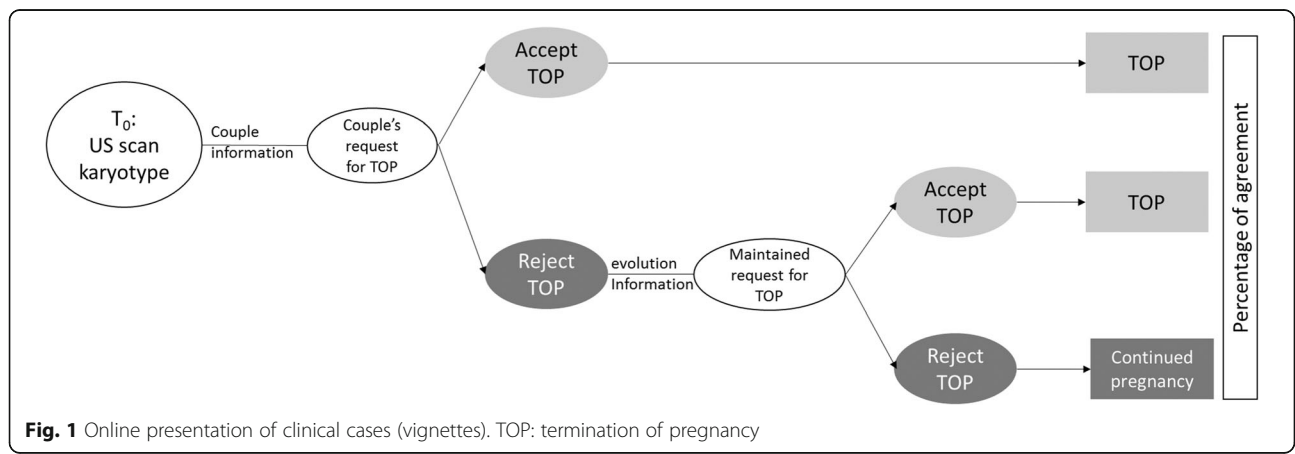 T0:
US scan
karyotype
Couple
information
Couple's
request
for TOP
Accept
TOP
TOP
Reject
TOP
evolution
Information
Maintained
request for
TOP
Accept
TOP
TOP
Reject
TOP
Continued
pregnancy
Percentage of agreement
Fig. 1 Online presentation of clinical cases (vignettes). TOP: termination of pregnancy